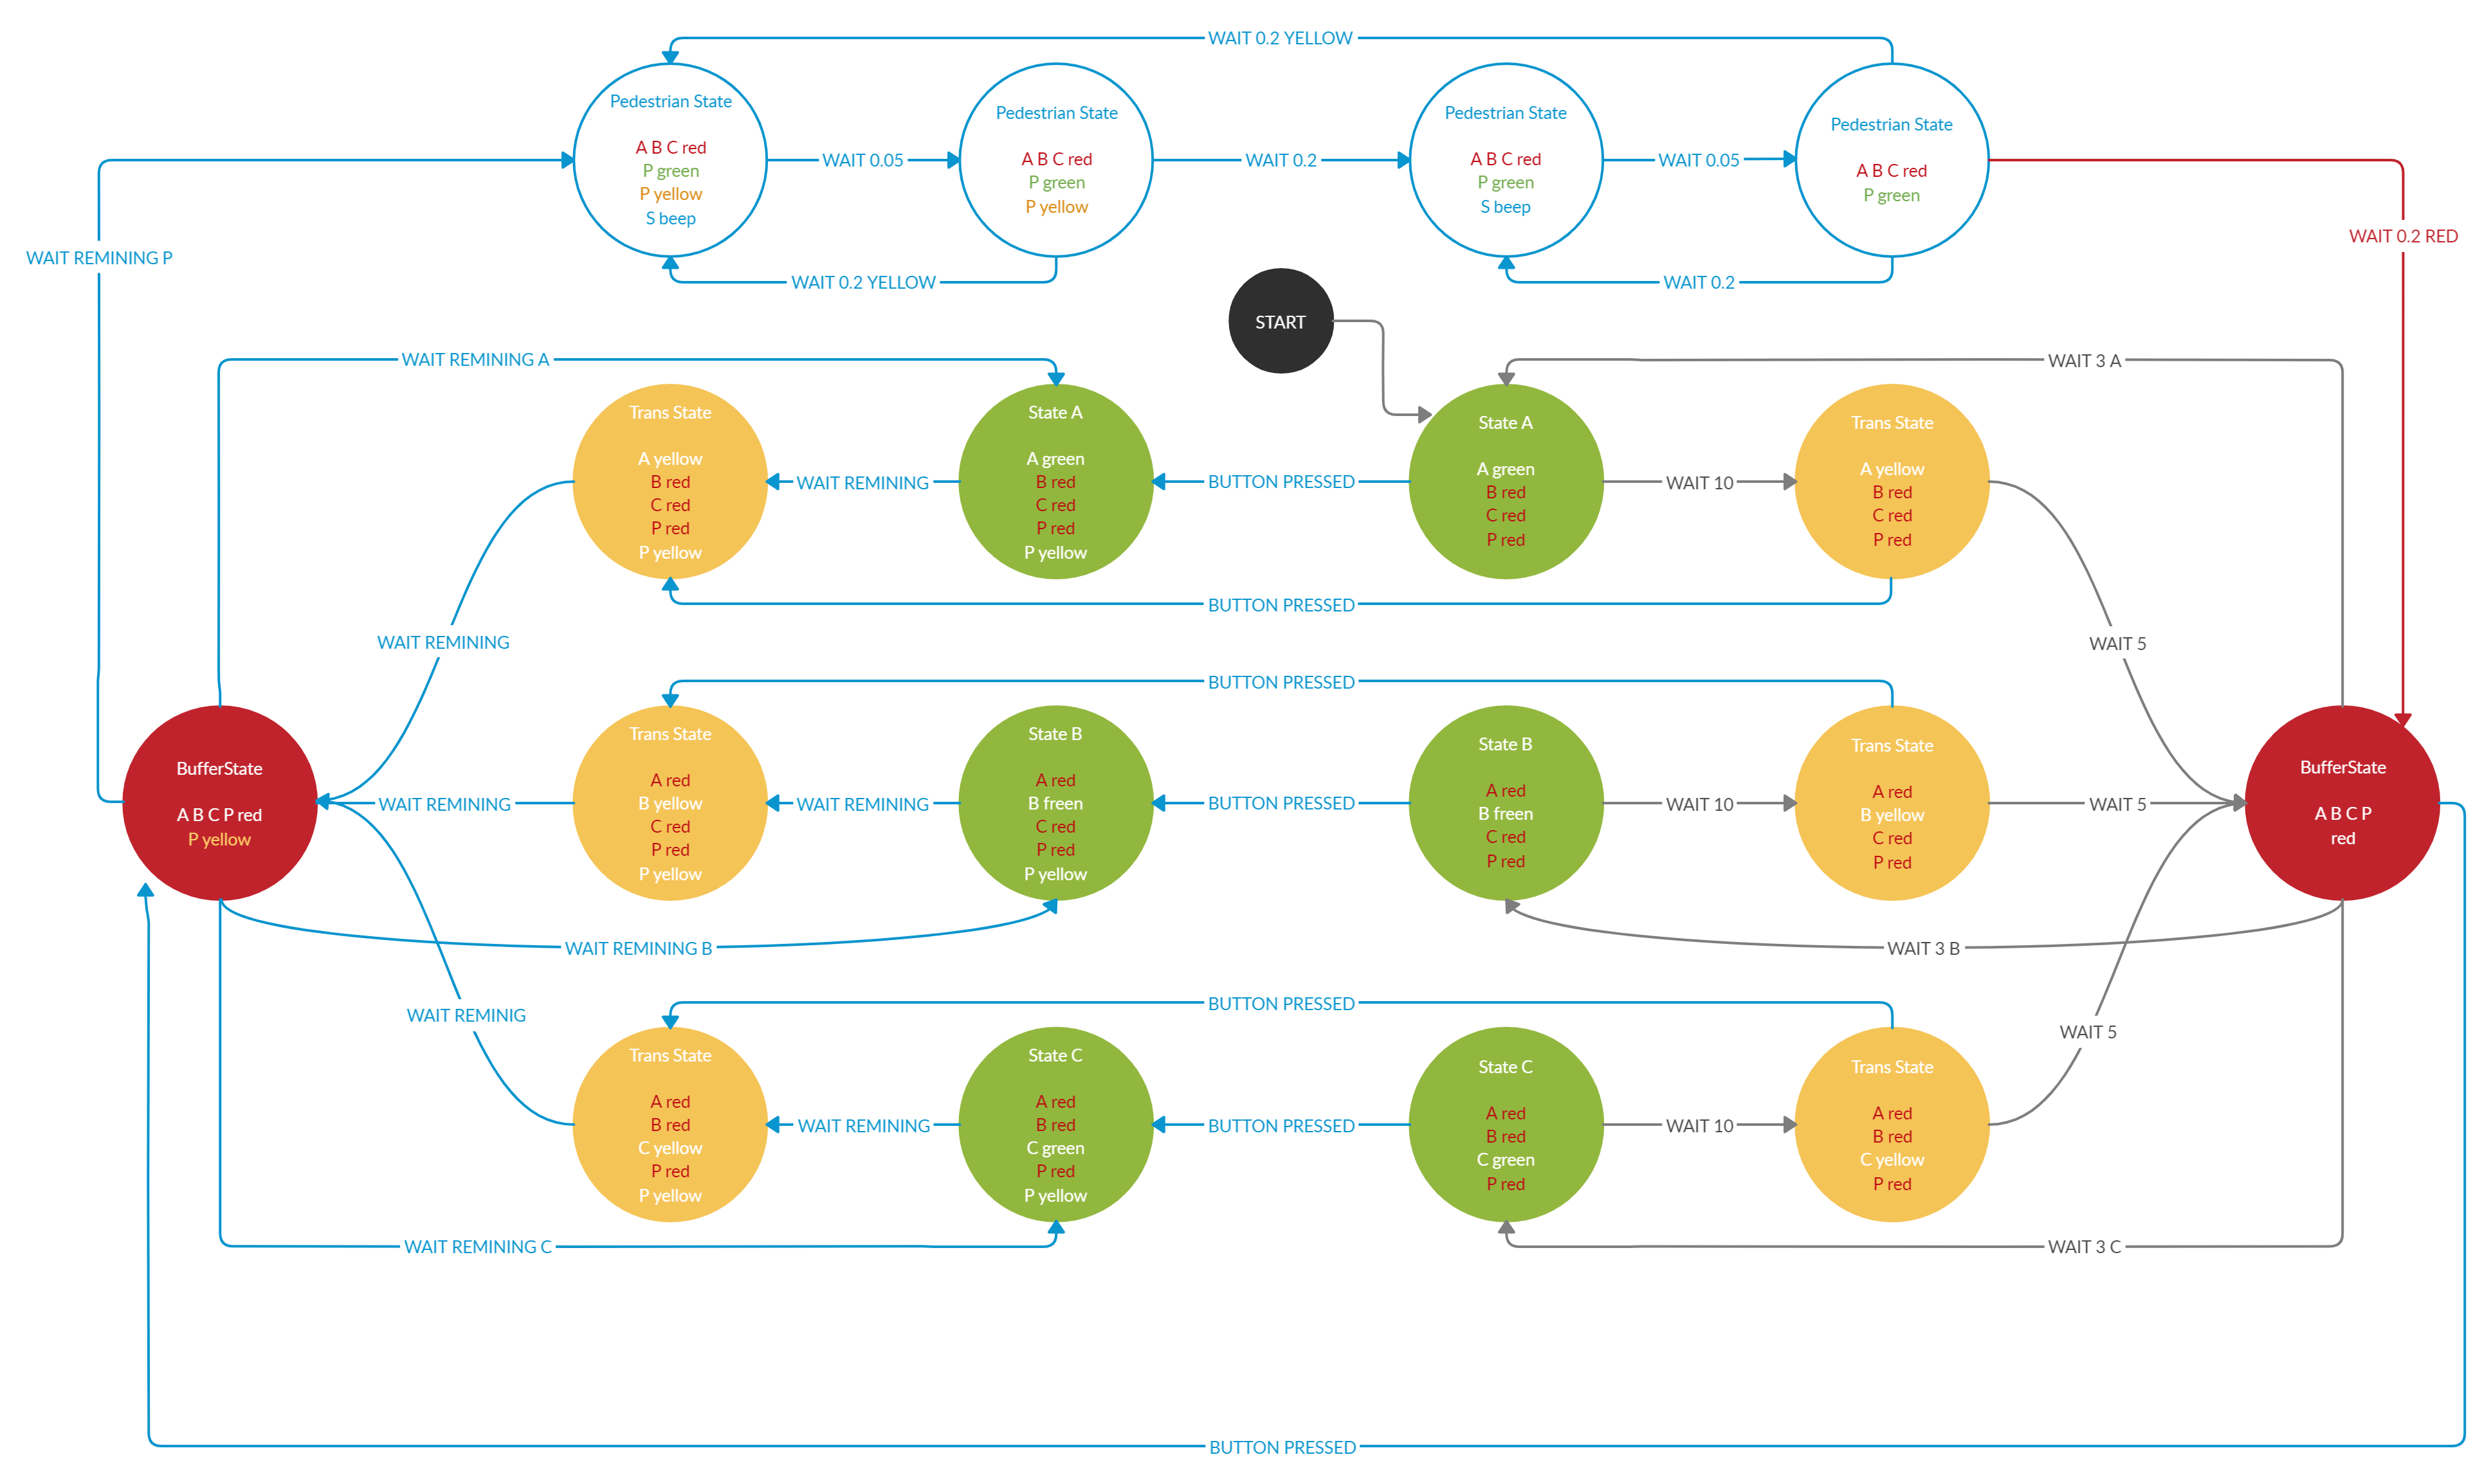 WAIT 0.2 YELLOW
Pedestrian State
A B C red
P green
P yellow
S beep
WAIT 0.05
Pedestrian State
A B C red
P green
P yellow
WAIT 0.2
Pedestrian State
A B C red
P green
S beep
WAIT 0.05
Pedestrian State
A B C red
P green
WAIT 0.2 RED
WAIT REMINING P
WAIT 0.2 YELLOW
WAIT 0.2
START
WAIT REMINING A
WAIT 3 A
Trans State
A yellow
B red
C red
P red
P yellow
WAIT REMINING
State A
A green
B red
C red
P red
P yellow
BUTTON PRESSED
State A
A green
B red
C red
P red
WAIT 10
Trans State
A yellow
B red
C red
P red
BUTTON PRESSED
WAIT REMINING
WAIT 5
BUTTON PRESSED
BufferState
A B C P red
P yellow
WAIT REMINING
Trans State
A red
B yellow
C red
P red
P yellow
WAIT REMINING
State B
A red
B freen
C red
P red
P yellow
BUTTON PRESSED
State B
A red
B freen
C red
P red
WAIT 10
Trans State
A red
B yellow
C red
P red
WAIT 5
BufferState
A B C P
red
WAIT REMINING B
WAIT 3 B
BUTTON PRESSED
WAIT REMINIG
WAIT 5
Trans State
A red
B red
C yellow
P red
P yellow
WAIT REMINING
State C
A red
B red
C green
P red
P yellow
BUTTON PRESSED
State C
A red
B red
C green
P red
WAIT 10
Trans State
A red
B red
C yellow
P red
WAIT REMINING C
WAIT 3 C
BUTTON PRESSED